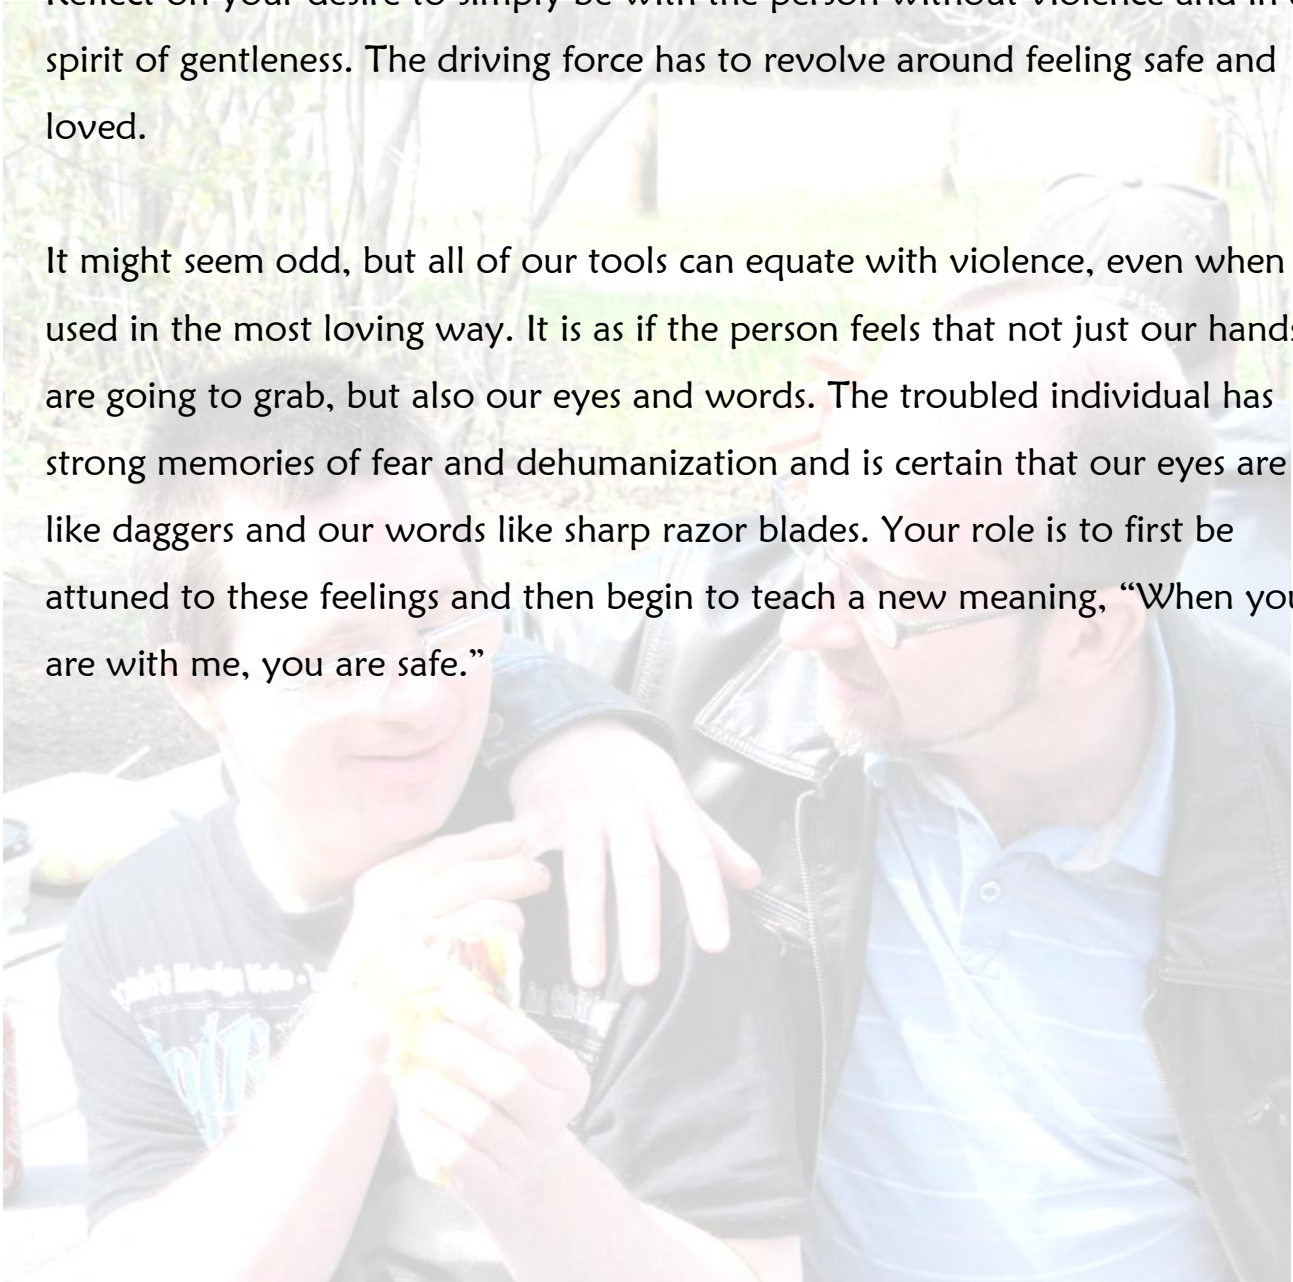 Reflect on your desire to simply be with the person without violence and in
spirit of gentleness. The driving force has to revolve around feeling safe and
loved.
It might seem odd, but all of our tools can equate with violence, even when
used in the most loving way. It is as if the person feels that not just our hands
are going to grab, but also our eyes and words. The troubled individual has
strong memories of fear and dehumanization and is certain that our eyes are
like daggers and our words like sharp razor blades. Your role is to first be
attuned to these feelings and then begin to teach a new meaning, “When you
are with me, you are safe.”